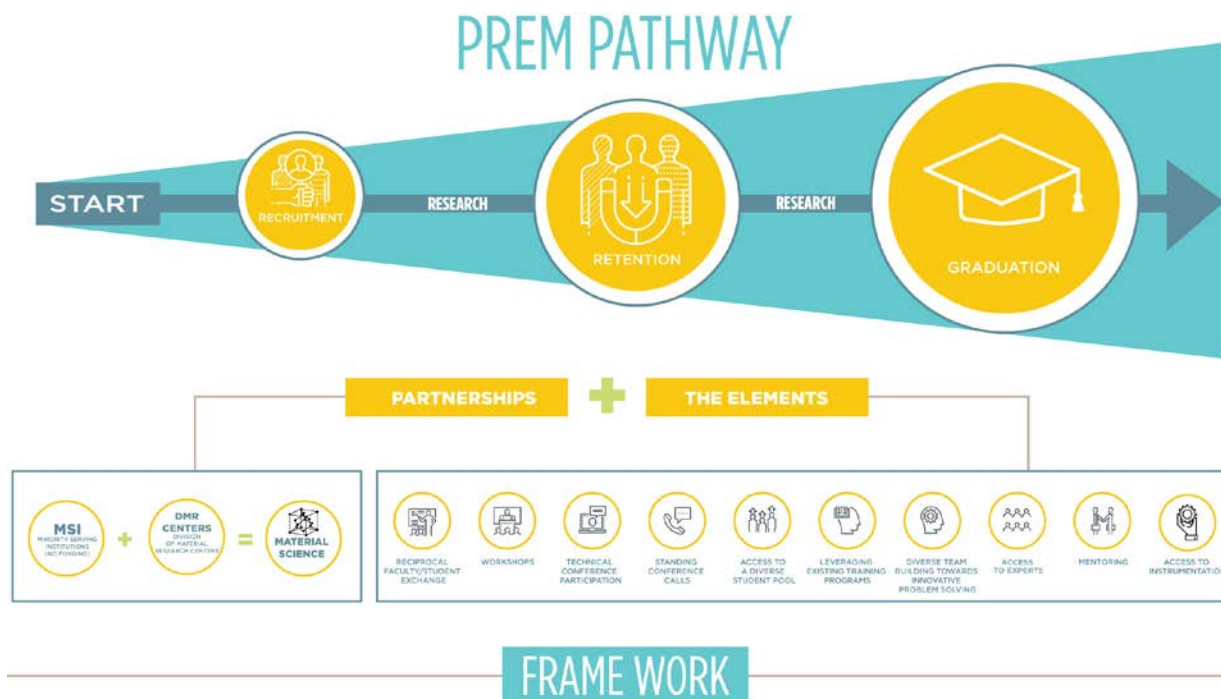 PREM PATHWAY
START
RECRUITMENT
RESEARCH
RETENTION
RESEARCH
GRADUATION
PARTNERSHIPS
THE ELEMENTS
MSI
MINORITY SERVING
INSTITUTIONS
+
DMR
CENTERS
DIVISION
OF MATERIAL
RESEARCH CENTERS
=
MATERIAL
SCIENCE
RECIPROCAL
FACULTY/STUDENT
EXCHANGE
WORKSHOPS
TECHNICAL
CONFERENCE
PARTICIPATION
STANDING
CONFERENCE
CALLS
ACCESS TO
A DIVERSE
STUDENT POOL
LEVERAGING
EXISTING TRAINING
PROGRAMS
DIVERSE TEAM
BUILDING TOWARDS
INNOVATIVE
PROBLEM SOLVING
ACCESS
TO EXPERTS
MENTORING
ACCESS TO
INSTRUMENTATION
FRAME WORK